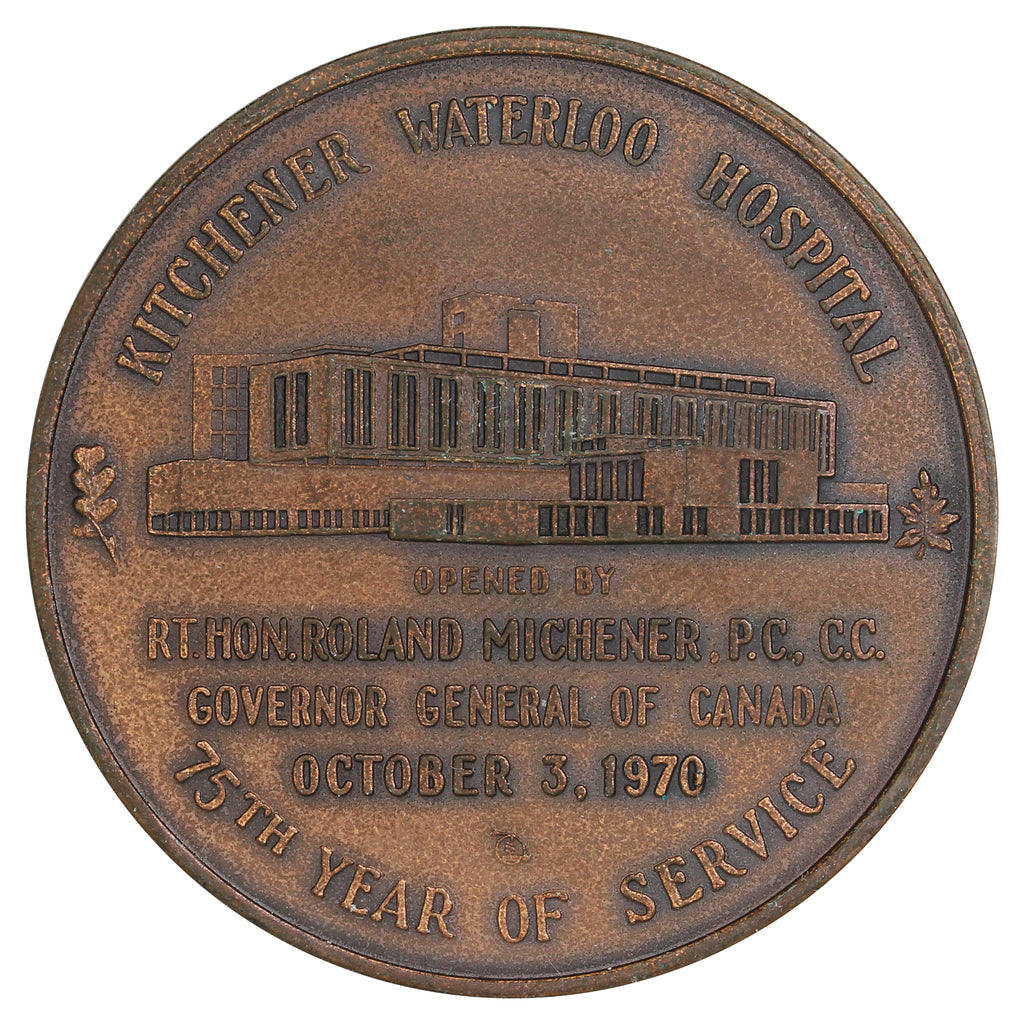 KITCHENER WATERLOO HOSPITAL
OPENED BY
RT. HON. ROLAND MICHENER, P.C., C.C.
GOVERNOR GENERAL OF CANADA
OCTOBER 3, 1970
75TH YEAR OF SERVICE